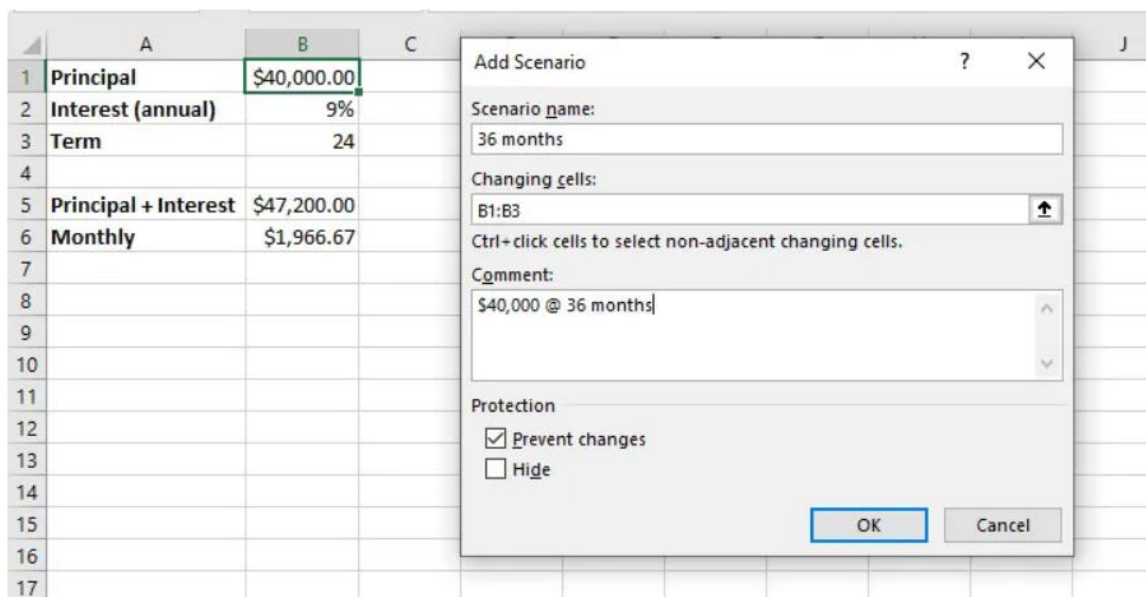 A B C J
1 Principal $40,000.00
2 Interest (annual) 9%
3 Term 24
4
5 Principal + Interest $47,200.00
6 Monthly $1,966.67
7
8
9
10
11
12
13
14
15
16
17
Add Scenario ?
Scenario name:
36 months
Changing cells:
B1:B3
Ctrl+click cells to select non-adjacent changing cells.
Comment:
$40,000 @ 36 months
Protection
Prevent changes
Hide
OK Cancel